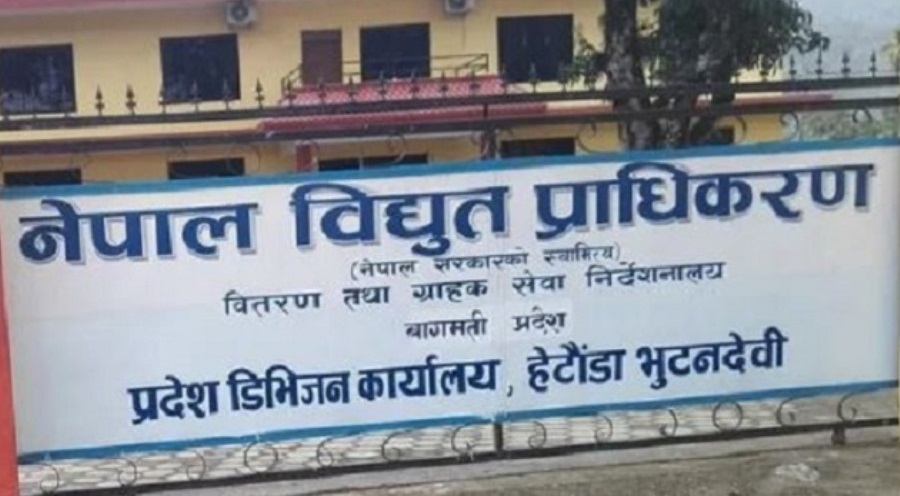 नेपाल विद्युत प्राधिकरण
(नेपाल सरकारको स्वामित्व)
वितरण तथा ग्राहक सेवा निर्देशनालय
बागमती प्रदेश
प्रदेश डिभिजन कार्यालय, हेटौंडा भुटनदेवी